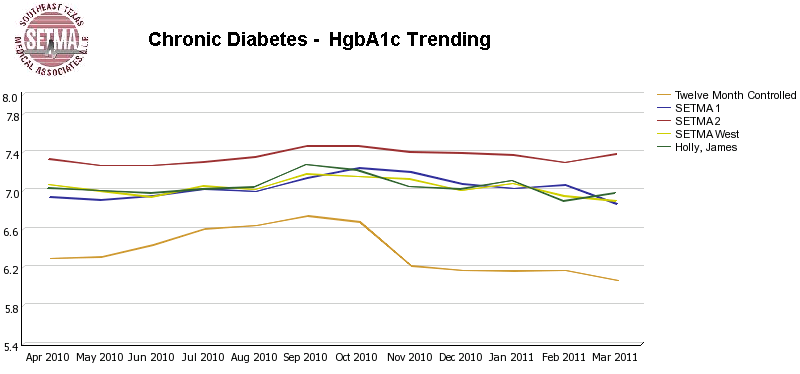 SOUTHEAST TEXAS
SETMA
MEDICAL ASSOCIATES, L.L.P.
Chronic Diabetes - HgbA1c Trending
8.0
7.8
7.4
7.0
6.6
6.2
5.8
5.4
Apr 2010 May 2010 Jun 2010 Jul 2010 Aug 2010 Sep 2010 Oct 2010 Nov 2010 Dec 2010 Jan 2011 Feb 2011 Mar 2011
Twelve Month Controlled
SETMA 1
SETMA 2
SETMA West
Holly, James